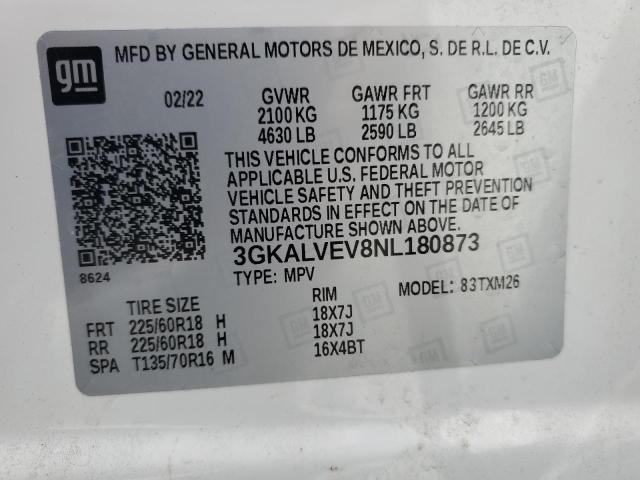 gm
MFD BY GENERAL MOTORS DE MEXICO, S. DE R.L. DE C.V.
02/22 GVWR GAWR FRT GAWR RR
2100 KG 1175 KG 1200 KG
4630 LB 2590 LB 2645 LB
THIS VEHICLE CONFORMS TO ALL
APPLICABLE U.S. FEDERAL MOTOR
VEHICLE SAFETY AND THEFT PREVENTION
STANDARDS IN EFFECT ON THE DATE OF
MANUFACTURE SHOWN ABOVE.
3GKALVEV8NL180873
8624
TYPE: MPV MODEL: 83TXM26
TIRE SIZE RIM
FRT 225/60R18 H 18X7J
RR 225/60R18 H 18X7J
SPA T135/70R16 M 16X4BT